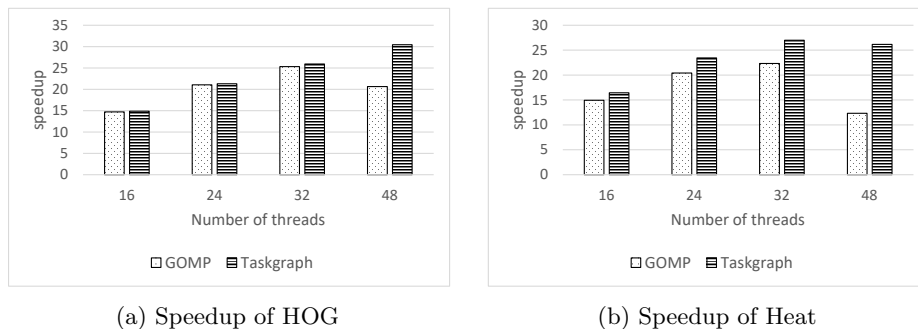 35
30
25
20
15
10
5
0
speedup
16 24 32 48
Number of threads
GOMP Taskgraph
(a) Speedup of HOG
30
25
20
15
10
5
0
speedup
16 24 32 48
Number of threads
GOMP Taskgraph
(b) Speedup of Heat